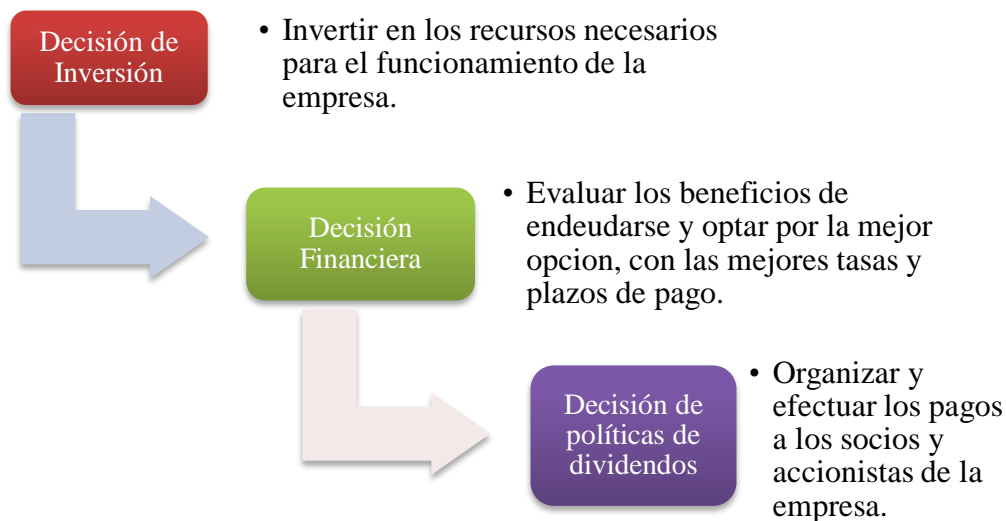 Decisión de
Inversión
• Invertir en los recursos necesarios
para el funcionamiento de la
empresa.
Decisión
Financiera
• Evaluar los beneficios de
endeudarse y optar por la mejor
opcion, con las mejores tasas y
plazos de pago.
Decisión de
políticas de
dividendos
• Organizar y
efectuar los pagos
a los socios y
accionistas de la
empresa.